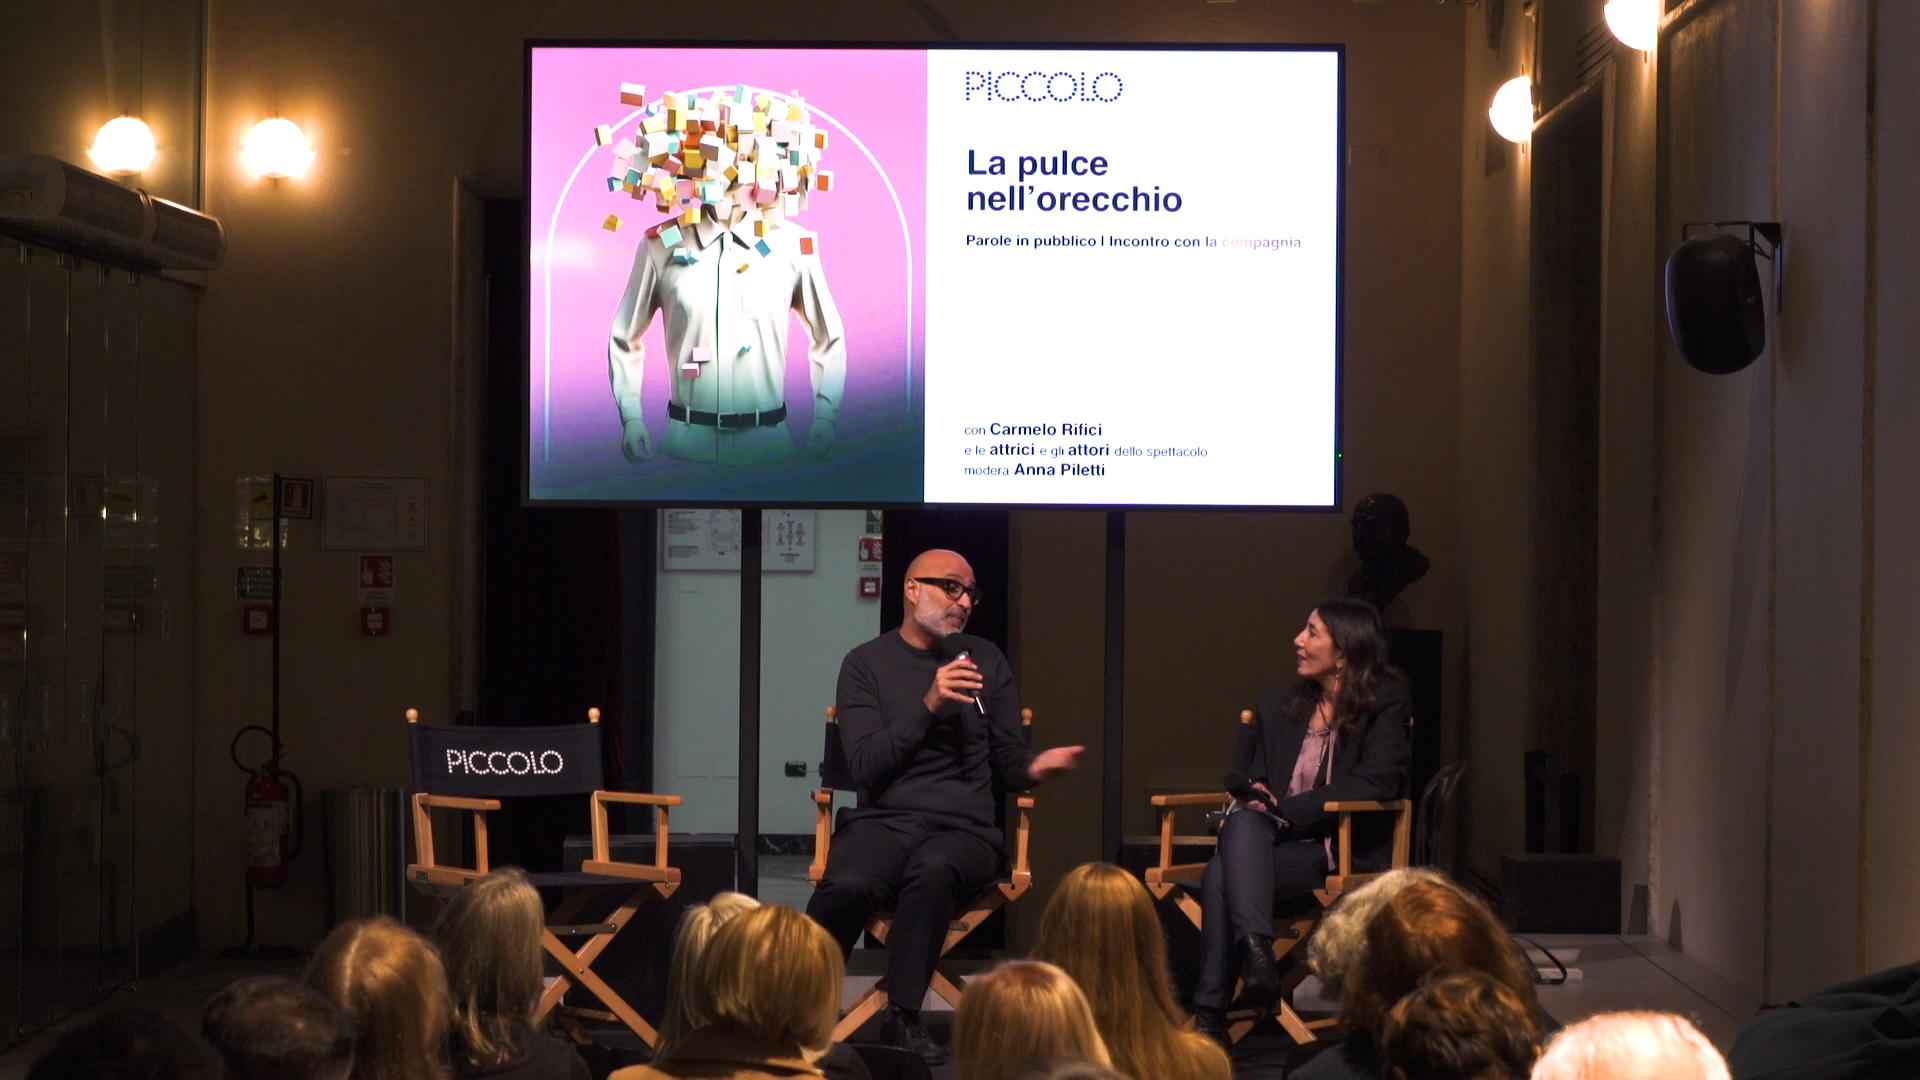 PICCOLO
La pulce
nell'orecchio
Parole in pubblico | Incontro con la compagnia
con Carmelo Rifici
e le attrici e gli attori dello spettacolo
modera Anna Piletti
PICCOLO